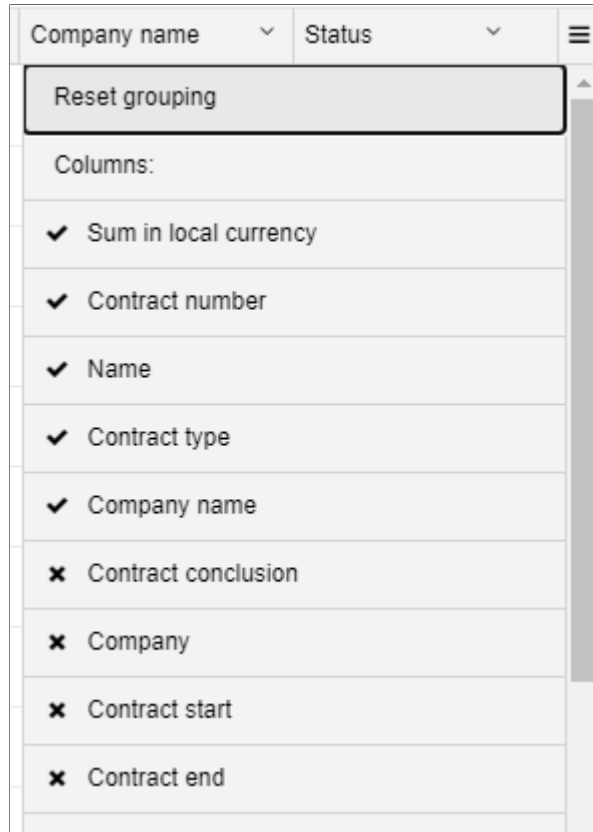 Company name Status
Reset grouping
Columns:
Sum in local currency
Contract number
Name
Contract type
Company name
Contract conclusion
Company
Contract start
Contract end